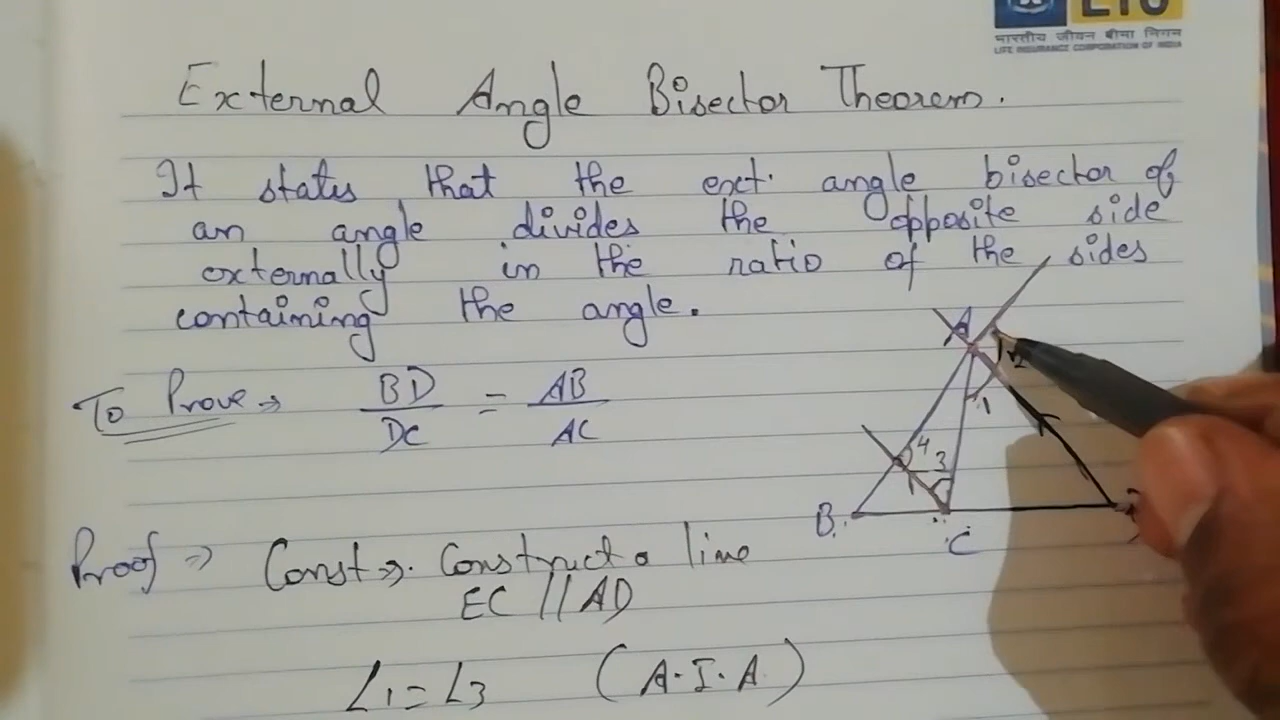 LIC
भारतीय जीवन बीमा निगम
LIFE INSURANCE CORPORATION OF INDIA
External Angle Bisector Theorem.
It states that the ext. angle bisector of
an angle divides the opposite side
externally in the ratio of the sides
containing the angle.
To Prove => BD/DC = AB/AC
A
2
1
4 3
B C
Proof => Const =>. Construct a line
EC // AD
∠1 = ∠3 (A.I.A)